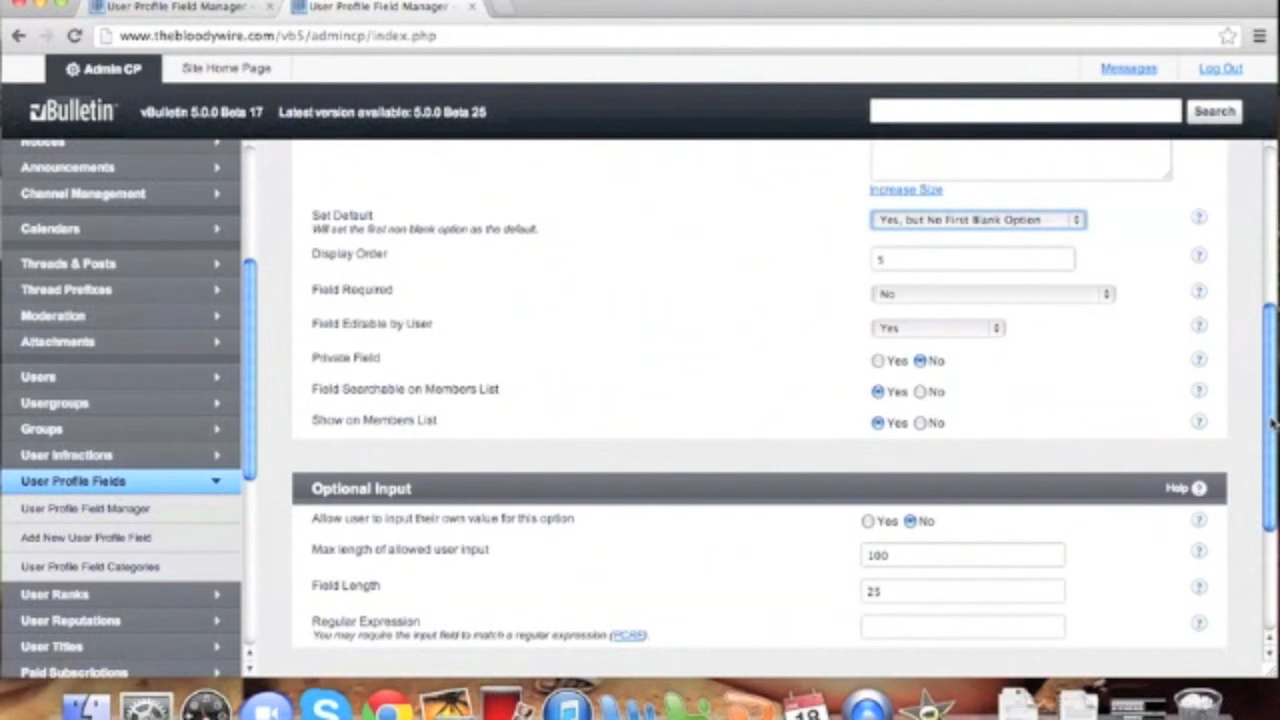 User Profile Field Manager -
User Profile Field Manager -
www.thebloodywire.com/vb5/admincp/index.php
Admin CP
Site Home Page
Messages
Log Out
vBulletin
vBulletin 5.0.0 Beta 17
Latest version available: 5.0.0 Beta 25
Search
Notices
Announcements
Channel Management
Calendars
Threads & Posts
Thread Prefixes
Moderation
Attachments
Users
Usergroups
Groups
User Infractions
User Profile Fields
User Profile Field Manager
Add New User Profile Field
User Profile Field Categories
User Ranks
User Reputations
User Titles
Paid Subscriptions
Increase Size
Set Default
Yes, but No First Blank Option
Will set the first non blank option as the default.
Display Order
5
Field Required
No
Field Editable by User
Yes
Private Field
Yes No
Field Searchable on Members List
Yes No
Show on Members List
Yes No
Optional Input
Help
Allow user to input their own value for this option
Yes No
Max length of allowed user input
100
Field Length
25
Regular Expression
You may require the input field to match a regular expression (PCRE).
18